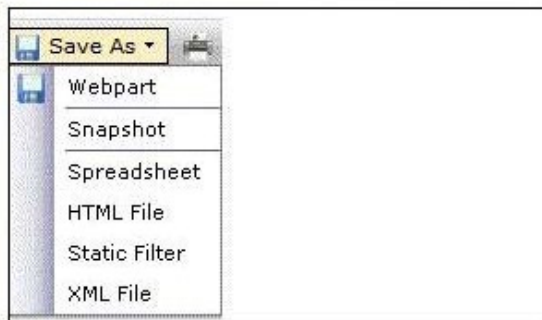 Save As
Webpart
Snapshot
Spreadsheet
HTML File
Static Filter
XML File